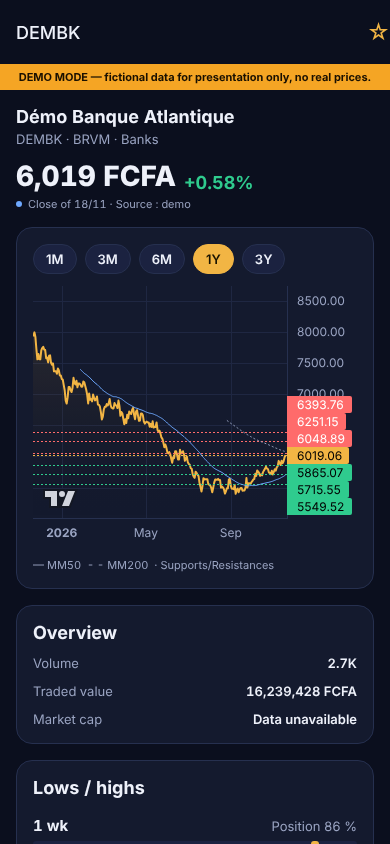 DEMBK
DEMO MODE — fictional data for presentation only, no real prices.
Démo Banque Atlantique
DEMBK · BRVM · Banks
6,019 FCFA +0.58%
Close of 18/11 · Source : demo
1M 3M 6M 1Y 3Y
8500.00
8000.00
7500.00
7000.00
6393.76
6251.15
6048.89
6019.06
5865.07
5715.55
5549.52
2026 May Sep
— MM50 - - MM200 · Supports/Resistances
Overview
Volume 2.7K
Traded value 16,239,428 FCFA
Market cap Data unavailable
Lows / highs
1 wk Position 86 %